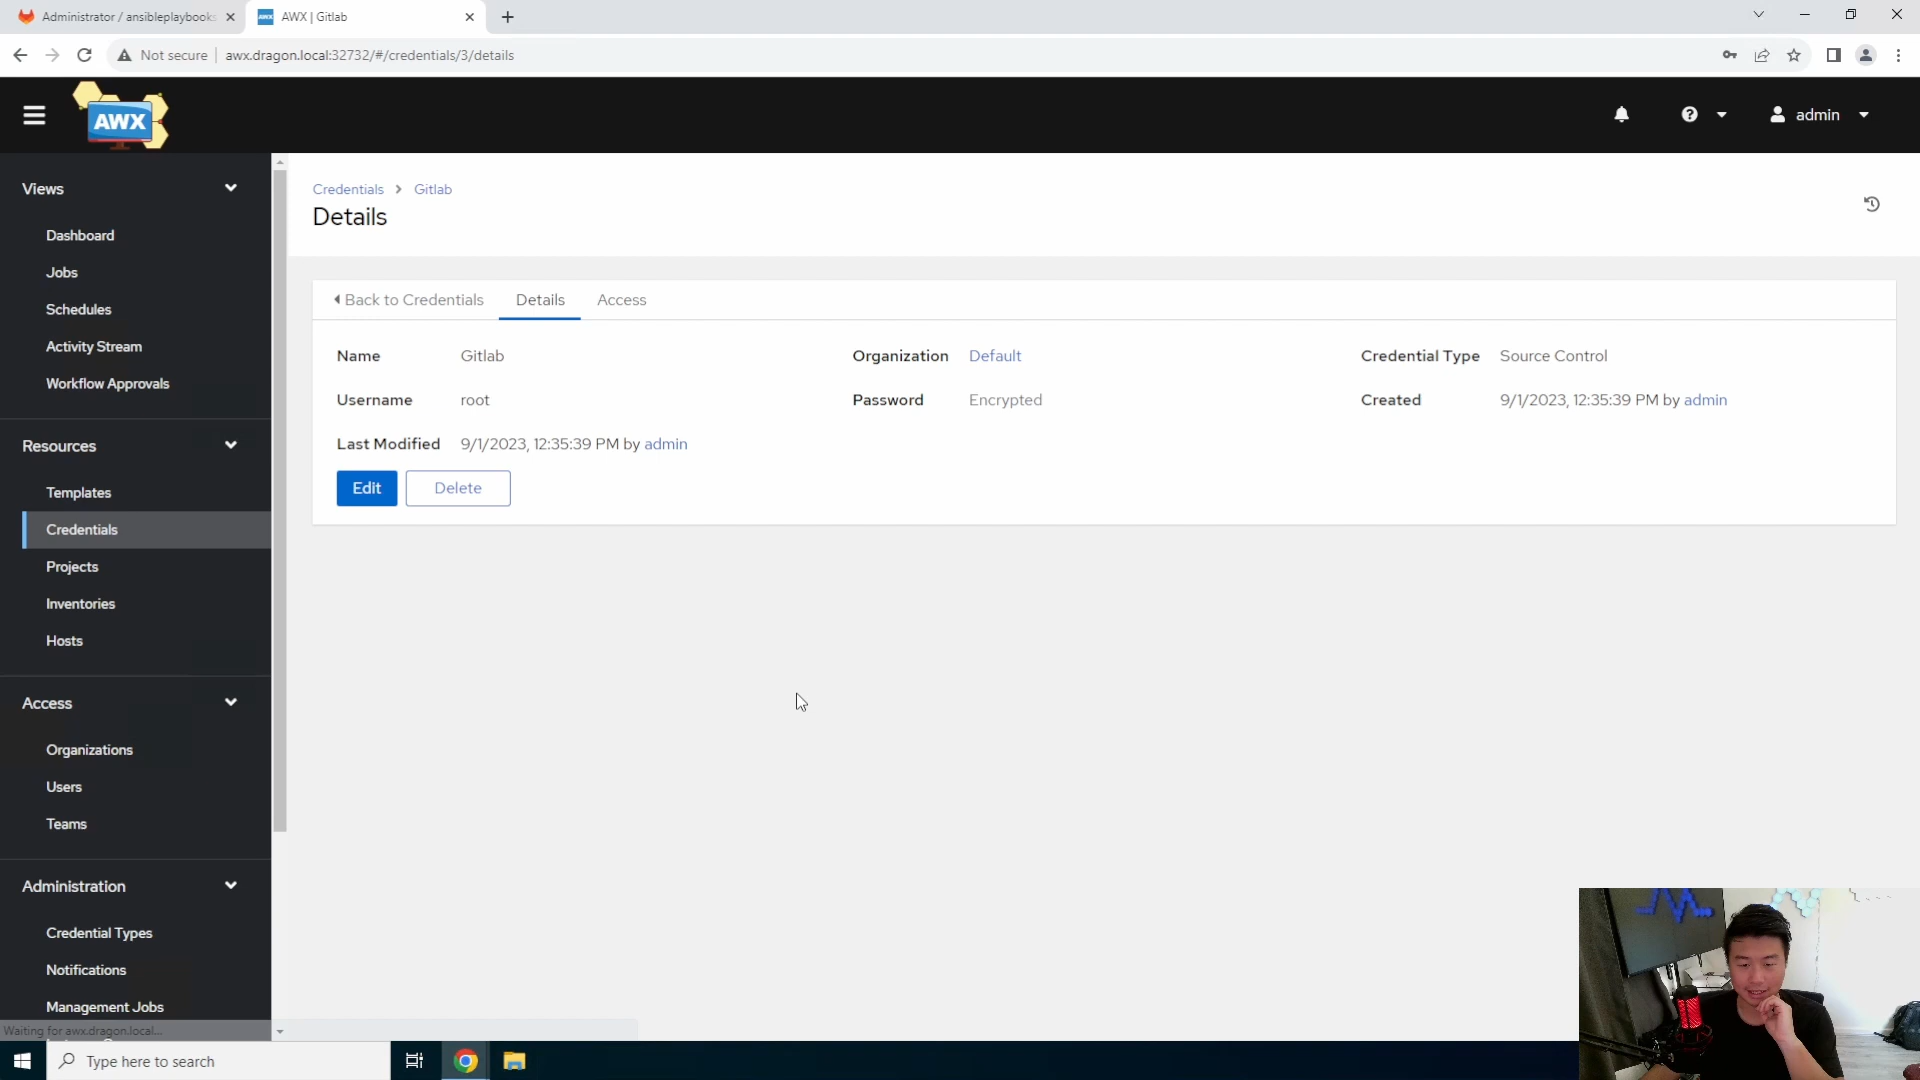 Administrator / ansibleplaybooks
AWX | Gitlab
Not secure
awx.dragon.local:32732/#/credentials/3/details
AWX
admin
Views
Dashboard
Jobs
Schedules
Activity Stream
Workflow Approvals
Resources
Templates
Credentials
Projects
Inventories
Hosts
Access
Organizations
Users
Teams
Administration
Credential Types
Notifications
Management Jobs
Waiting for awx.dragon.local...
Credentials > Gitlab
Details
Back to Credentials
Details
Access
Name Gitlab
Organization Default
Credential Type Source Control
Username root
Password Encrypted
Created 9/1/2023, 12:35:39 PM by admin
Last Modified 9/1/2023, 12:35:39 PM by admin
Edit
Delete
Type here to search